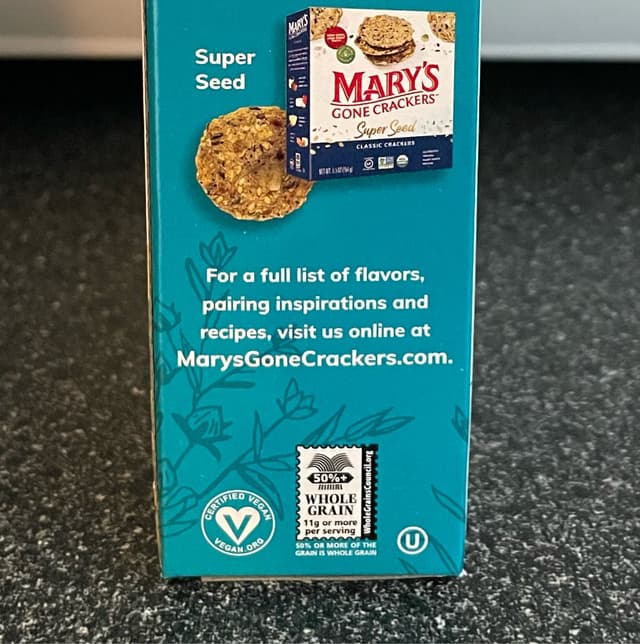 Super
Seed
MARY'S
MARY'S
GONE CRACKERS
Super Seed
CLASSIC CRACKERS
For a full list of flavors,
pairing inspirations and
recipes, visit us online at
MarysGoneCrackers.com.
CERTIFIED VEGAN
VEGAN.ORG
50%+
WHOLE
GRAIN
11g or more
per serving
WholeGrainsCouncil.org
50% OR MORE OF THE
GRAIN IS WHOLE GRAIN
U